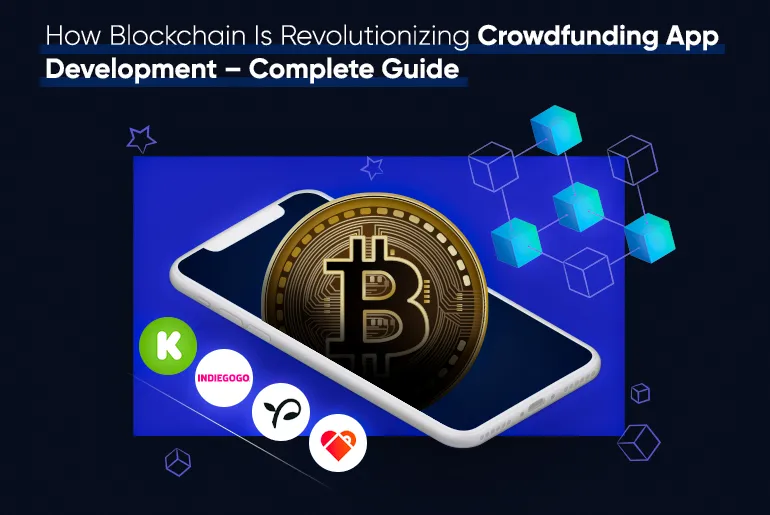 How Blockchain Is Revolutionizing Crowdfunding App
Development – Complete Guide
K
INDIEGOGO